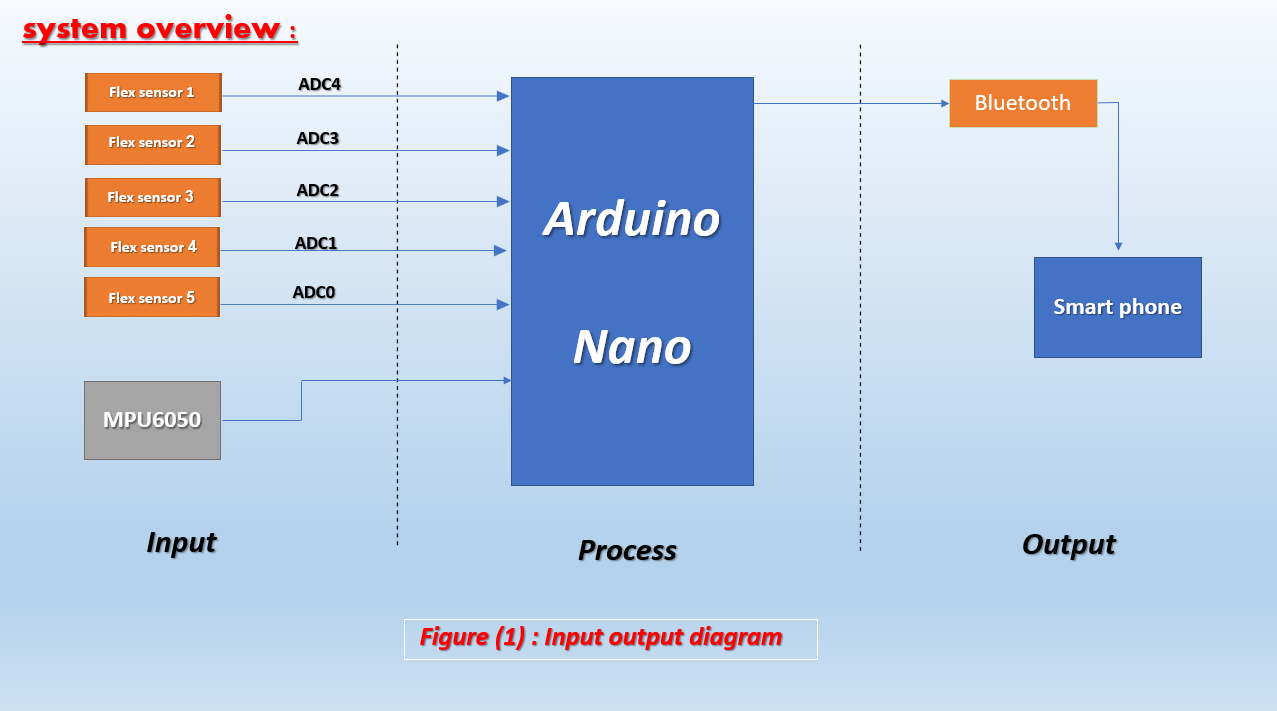 system overview :
Flex sensor 1
ADC4
Flex sensor 2
ADC3
Flex sensor 3
ADC2
Flex sensor 4
ADC1
Flex sensor 5
ADC0
MPU6050
Input
Arduino
Nano
Process
Bluetooth
Smart phone
Output
Figure (1) : Input output diagram